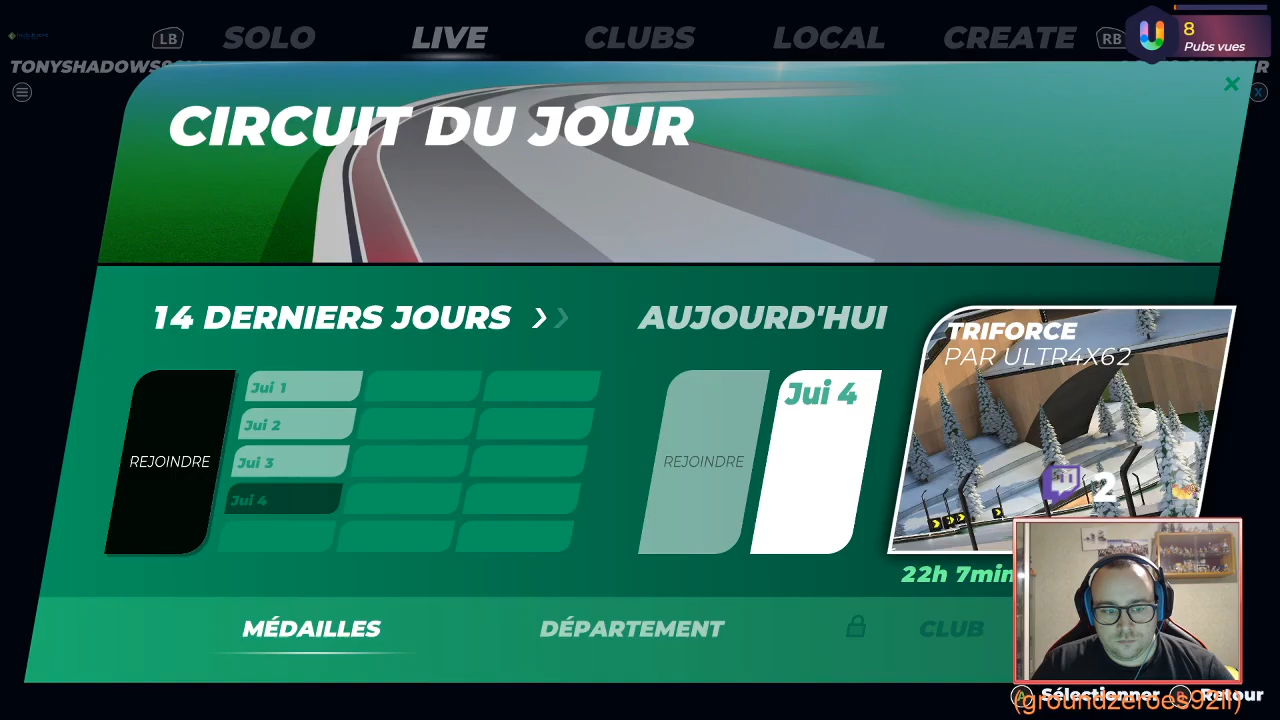 LB
SOLO
LIVE
CLUBS
LOCAL
CREATE
RB
8
Pubs vues
X
CIRCUIT DU JOUR
14 DERNIERS JOURS
AUJOURD'HUI
TRIFORCE
PAR ULTR4X62
REJOINDRE
Jui 1
Jui 2
Jui 3
Jui 4
REJOINDRE
Jui 4
2
22h 7min
MÉDAILLES
DÉPARTEMENT
CLUB
A Sélectionner
B Retour
(groundzeroes92ii)